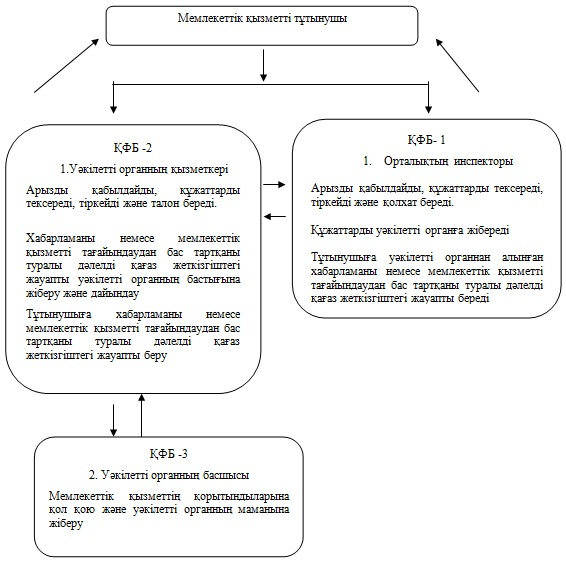 Мемлекеттік қызметті тұтынушы
ҚФБ -2
1.Уәкілетті органның қызметкері
Арызды қабылдайды, құжаттарды
тексереді, тіркейді және талон береді.
Хабарламаны немесе мемлекеттік
қызметті тағайындаудан бас тартқаны
туралы дәлелді қағаз жеткізгіштегі
жауапты уәкілетті органның бастығына
жіберу және дайындау
Тұтынушыға хабарламаны немесе
мемлекеттік қызметті тағайындаудан бас
тартқаны туралы дәлелді қағаз
жеткізгіштегі жауапты беру
ҚФБ- 1
1. Орталықтың инспекторы
Арызды қабылдайды, құжаттарды тексереді,
тіркейді және қолхат береді.
Құжаттарды уәкілетті органға жібереді
Тұтынушыға уәкілетті органнан алынған
хабарламаны немесе мемлекеттік қызметті
тағайындаудан бас тартқаны туралы дәлелді
қағаз жеткізгіштегі жауапты береді
ҚФБ -3
2. Уәкілетті органның басшысы
Мемлекеттік қызметтің қорытындыларына
қол қою және уәкілетті органның маманына
жіберу